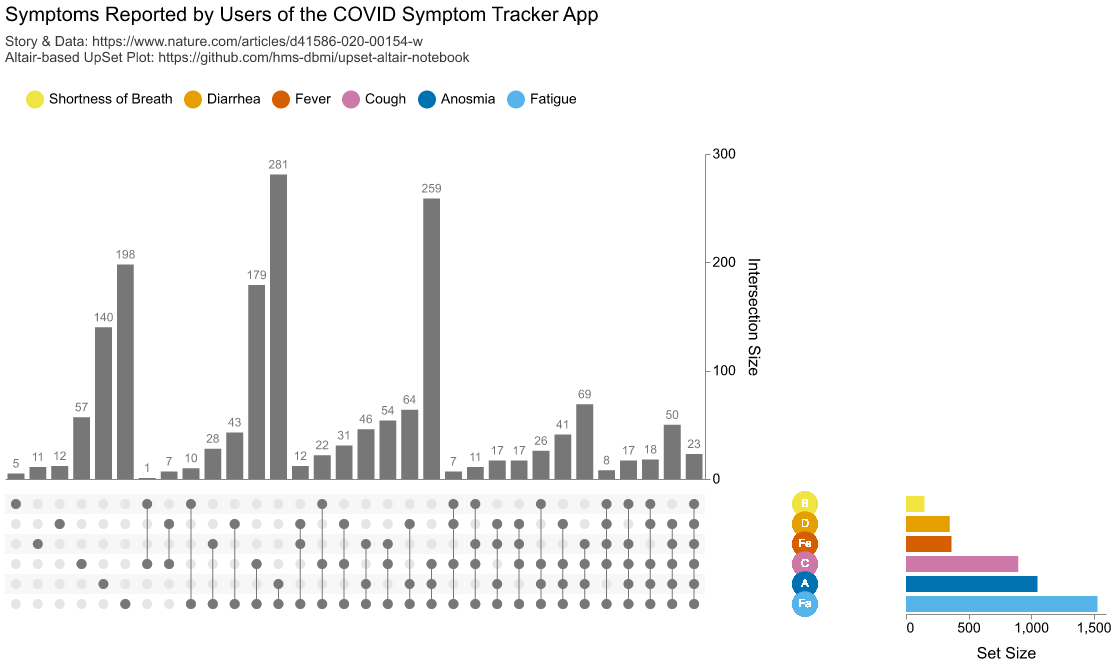 Symptoms Reported by Users of the COVID Symptom Tracker App
Story & Data: https://www.nature.com/articles/d41586-020-00154-w
Altair-based UpSet Plot: https://github.com/hms-dbmi/upset-altair-notebook
Shortness of Breath Diarrhea Fever Cough Anosmia Fatigue
5 11 12 57 140 198 1 7 10 28 43 179 281 12 22 31 46 54 64 259 7 11 17 17 26 41 69 8 17 18 50 23
300
200
100
0
Intersection Size
B
D
Fe
C
A
Fa
0 500 1,000 1,500
Set Size